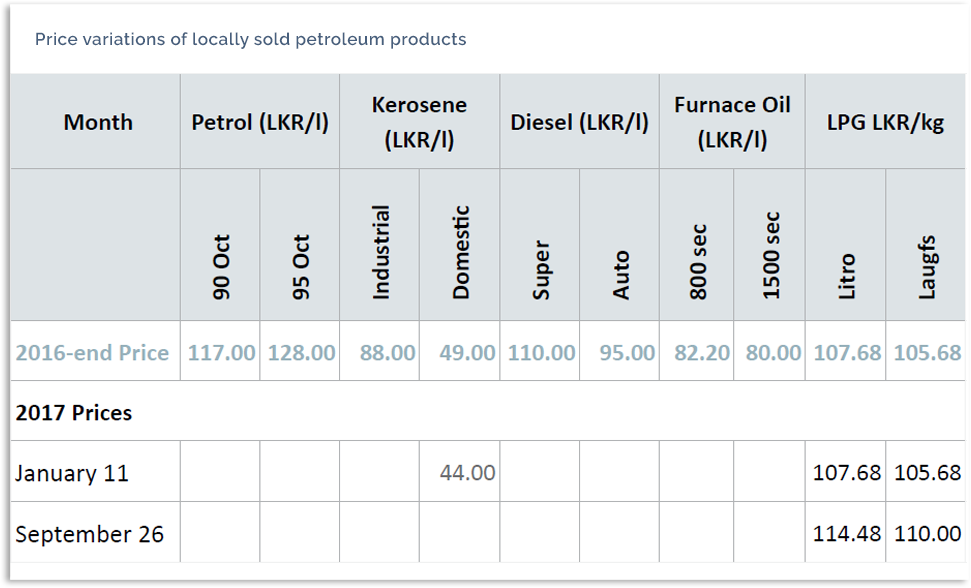 Price variations of locally sold petroleum products
Month Petrol (LKR/l) Kerosene (LKR/l) Diesel (LKR/l) Furnace Oil (LKR/l) LPG LKR/kg
90 Oct 95 Oct Industrial Domestic Super Auto 800 sec 1500 sec Litro Laugfs
2016-end Price 117.00 128.00 88.00 49.00 110.00 95.00 82.20 80.00 107.68 105.68
2017 Prices
January 11 44.00 107.68 105.68
September 26 114.48 110.00